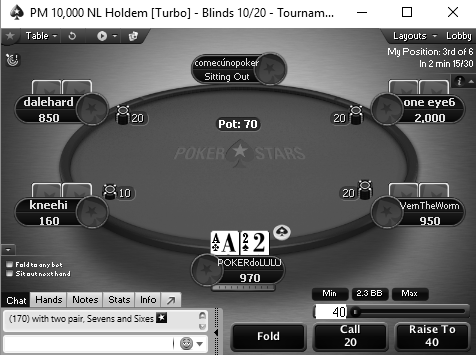 PM 10,000 NL Holdem [Turbo] - Blinds 10/20 - Tournam...
Table
Layouts
Lobby
My Position: 3rd of 6
In 2 min 15/30
comecúnopoker
Sitting Out
dalehard
850
20
one eye6
2,000
20
Pot: 70
POKER STARS
kneehi
160
10
VernTheWorm
950
20
A A 2 2
POKERdoLULU
970
Fold to any bet
Sit out next hand
Min 2.3 BB Max
40
Chat Hands Notes Stats Info
(170) with two pair, Sevens and Sixes
Fold
Call
20
Raise To
40